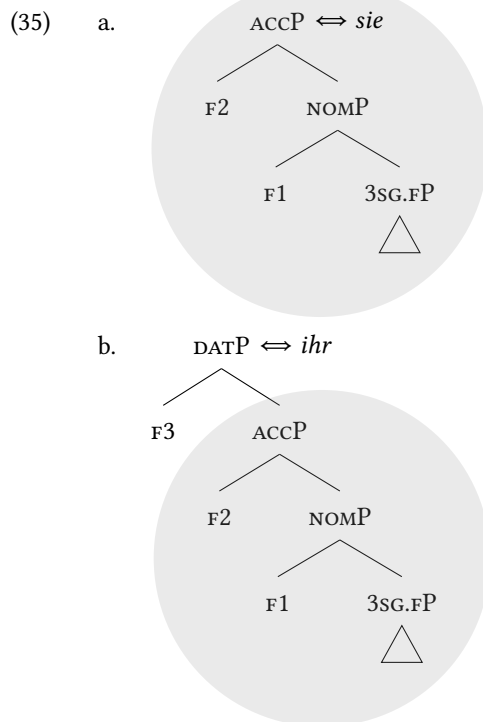 (35) a. ACCP ⇔ sie
F2 NOMP
F1 3SG.FP
b. DATP ⇔ ihr
F3 ACCP
F2 NOMP
F1 3SG.FP